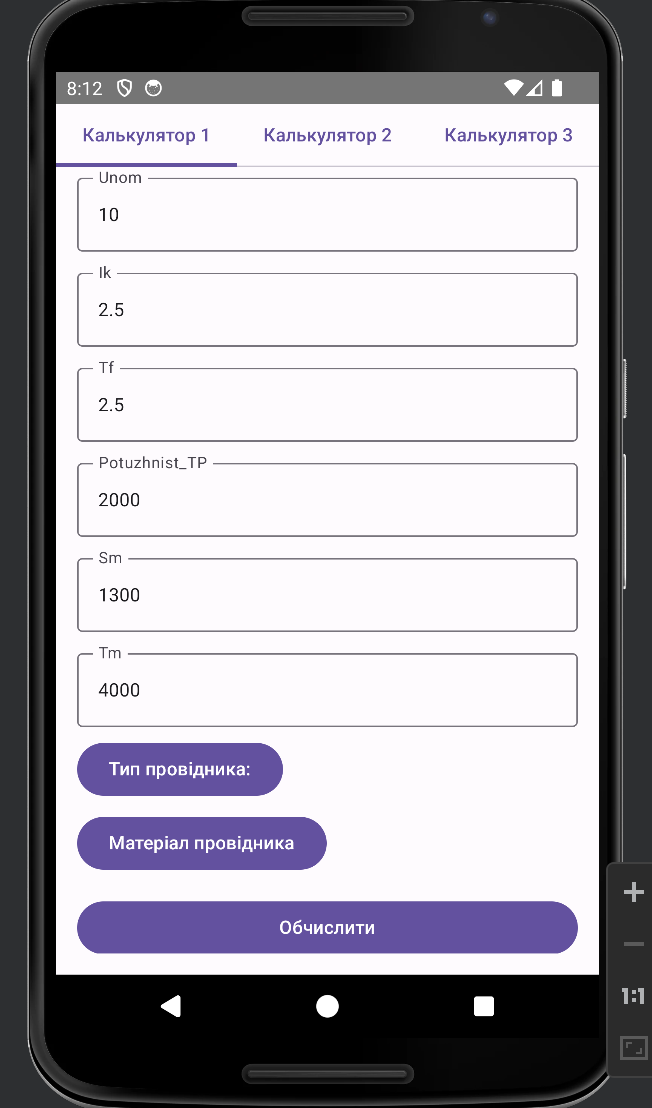 8:12
Калькулятор 1 Калькулятор 2 Калькулятор 3
Unom
10
Ik
2.5
Tf
2.5
Potuzhnist_TP
2000
Sm
1300
Tm
4000
Тип провідника:
Матеріал провідника
Обчислити
1:1